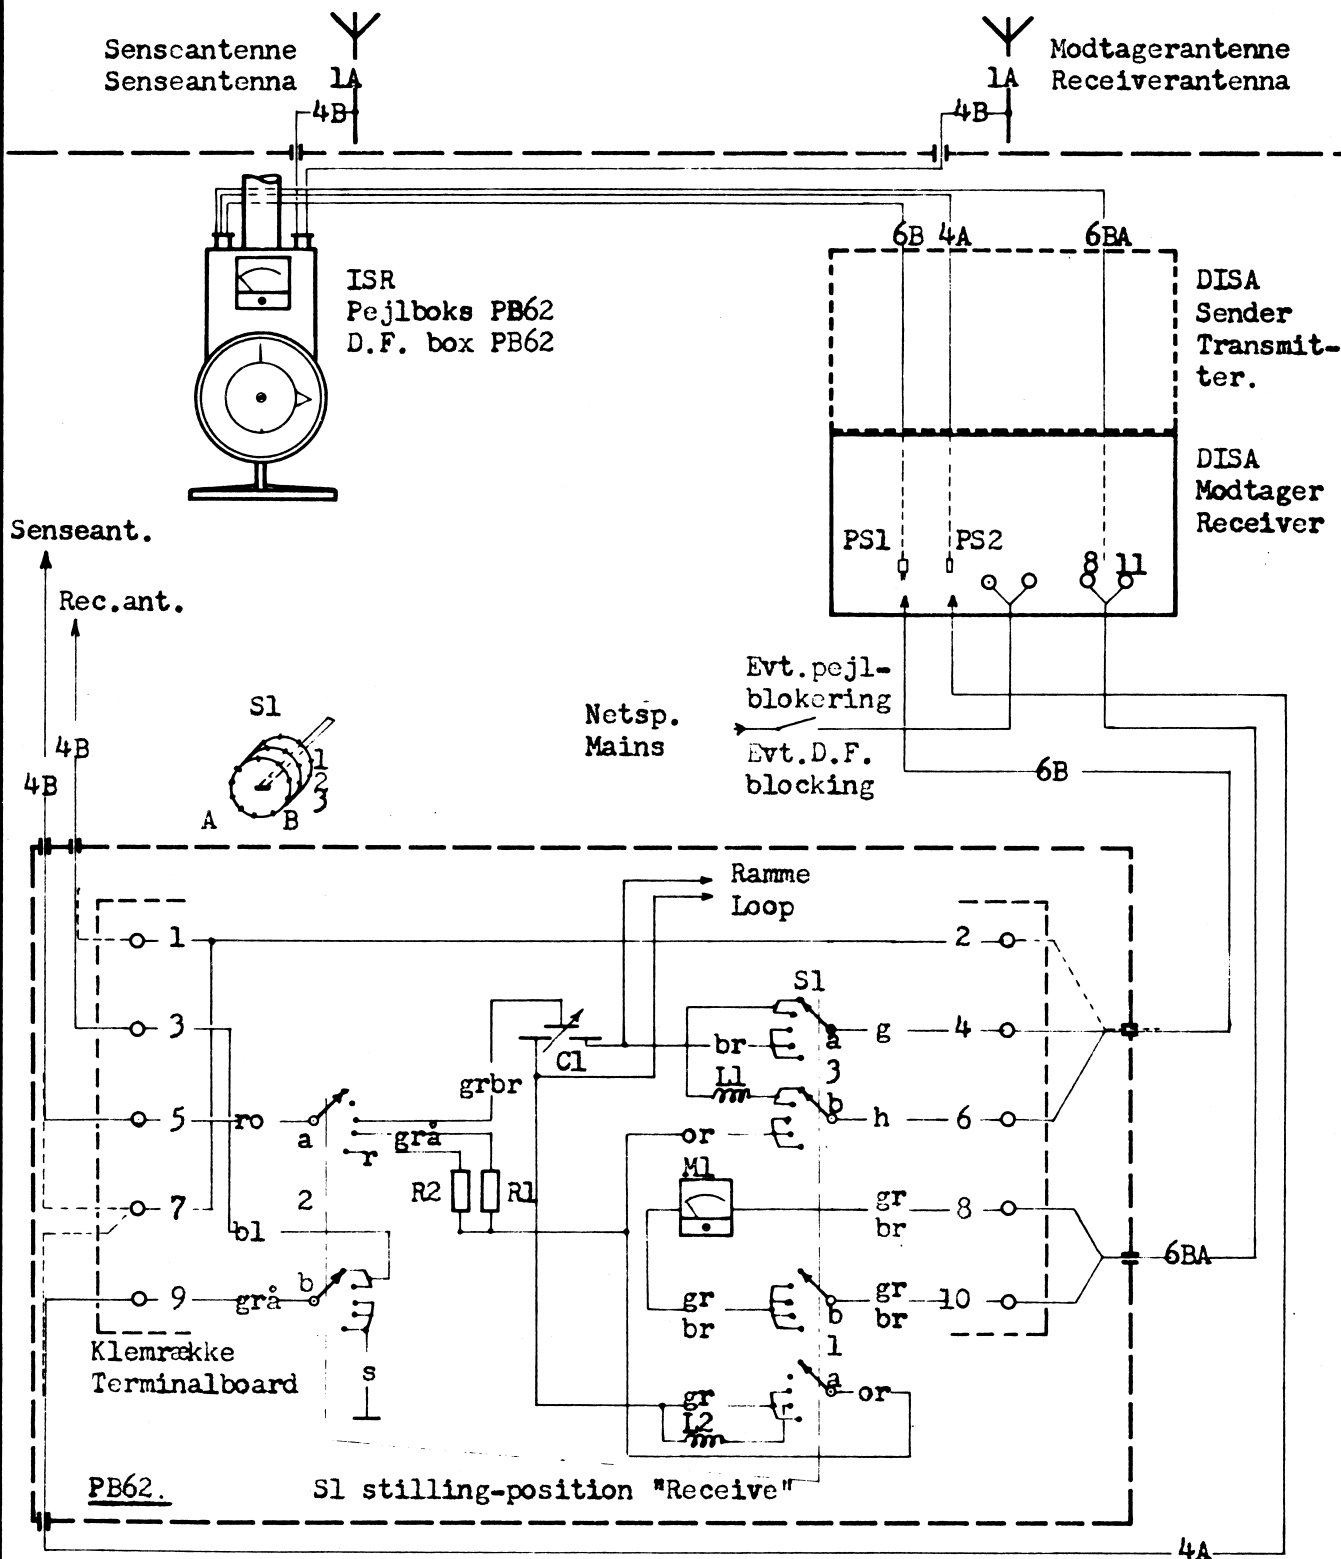 Senscantenne
Senseantenna
1A
4B
1A
4B
Modtagerantenne
Receiverantenna
6B 4A 6BA
ISR
Pejlboks PB62
D.F. box PB62
DISA
Sender
Transmit-
ter.
DISA
Modtager
Receiver
PS1 PS2 8 11
Senseant.
Rec.ant.
Evt.pejl-
blokering
Netsp.
Mains
Evt.D.F.
blocking
6B
S1
4B
4B
1
2
3
A B
Ramme
Loop
1 2
S1
3 br a g 4
C1
L1
grbr
3
5 ro a b h 6
grå
r or
M1
R2 R1
2
7 gr
br 8
bl
6BA
9 grå b gr
br b gr
br 10
1
Klemrække
Terminalboard
s
a or
gr
L2
PB62.
S1 stilling-position "Receive"
4A